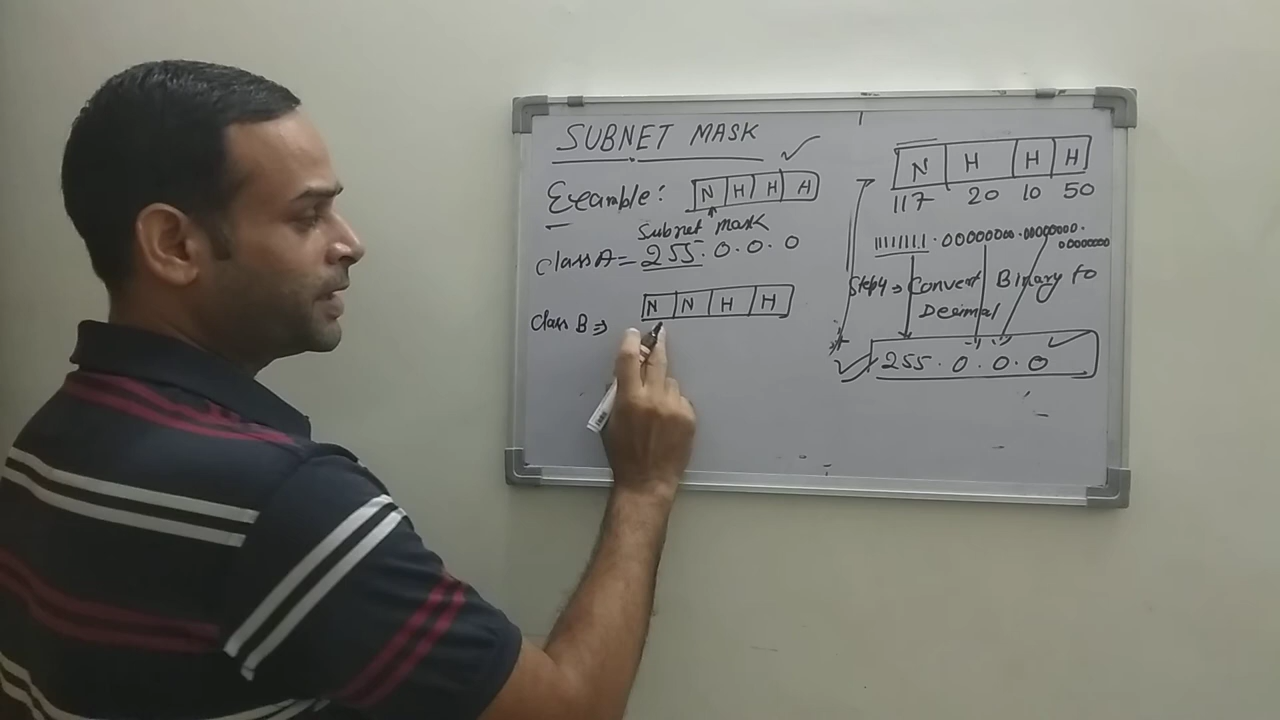 SUBNET MASK
Example: N H H H
Subnet mask
class A = 255.0.0.0
N N H H
class B ⇒
N H H H
117 20 10 50
11111111.00000000.00000000.
00000000
Step4 → Convert Binary to
Desimal
255.0.0.0